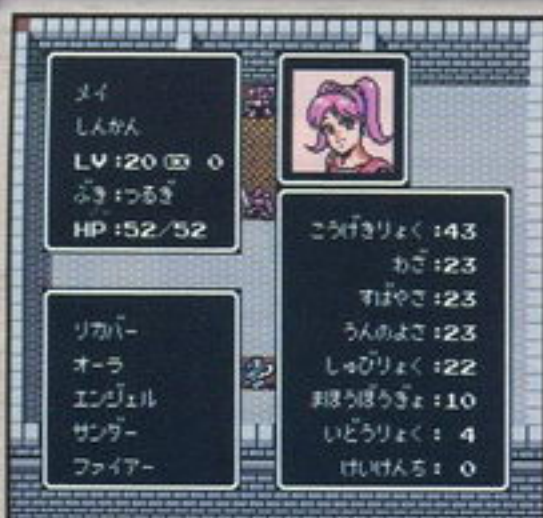 メイ
しんかん
LV:20 EX 0
ぶき:つるぎ
HP:52/52
こうげきりょく:43
わざ:23
すばやさ:23
うんのよさ:23
しゅびりょく:22
まほうぼうぎょ:10
いどうりょく: 4
けいけんち: 0
リカバー
オーラ
エンジェル
サンダー
ファイアー